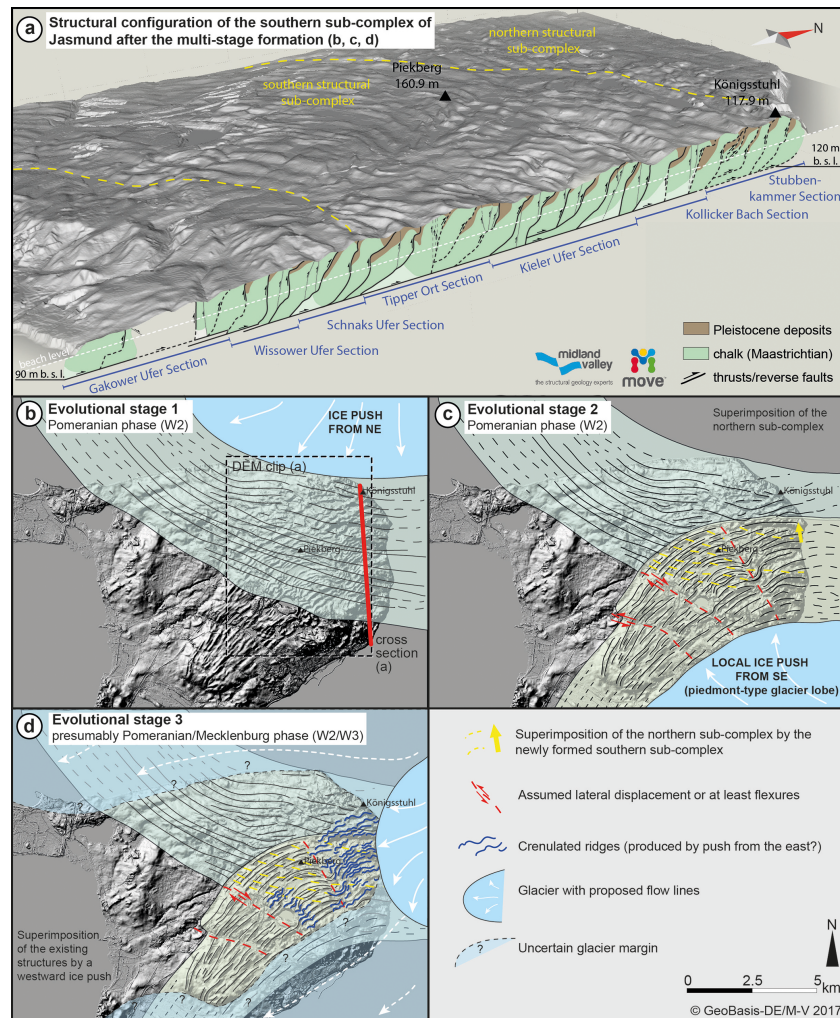 a
Structural configuration of the southern sub-complex of
Jasmund after the multi-stage formation (b, c, d)
N
northern structural
sub-complex
Piekberg
160.9 m
southern structural
sub-complex
Königsstuhl
117.9 m
120 m
b. s. l.
Stubben-
kammer Section
Kollicker Bach Section
Kieler Ufer Section
Tipper Ort Section
Schnaks Ufer Section
Wissower Ufer Section
Gakower Ufer Section
beach level
90 m b. s. l.
midland
valley
the structural geology experts
move
Pleistocene deposits
chalk (Maastrichtian)
thrusts/reverse faults
b
Evolutional stage 1
Pomeranian phase (W2)
ICE PUSH
FROM NE
DEM clip (a)
Königsstuhl
Piekberg
cross
section
(a)
c
Evolutional stage 2
Pomeranian phase (W2)
Superimposition of the
northern sub-complex
Königsstuhl
Piekberg
LOCAL ICE PUSH
FROM SE
(piedmont-type glacier lobe)
d
Evolutional stage 3
presumably Pomeranian/Mecklenburg phase (W2/W3)
?
?
?
Königsstuhl
Piekberg
Superimposition
of the existing
structures by a
westward ice push
?
?
?
?
Superimposition of the northern sub-complex by the
newly formed southern sub-complex
Assumed lateral displacement or at least flexures
Crenulated ridges (produced by push from the east?)
Glacier with proposed flow lines
?
Uncertain glacier margin
N
0 2.5 5
km
© GeoBasis-DE/M-V 2017